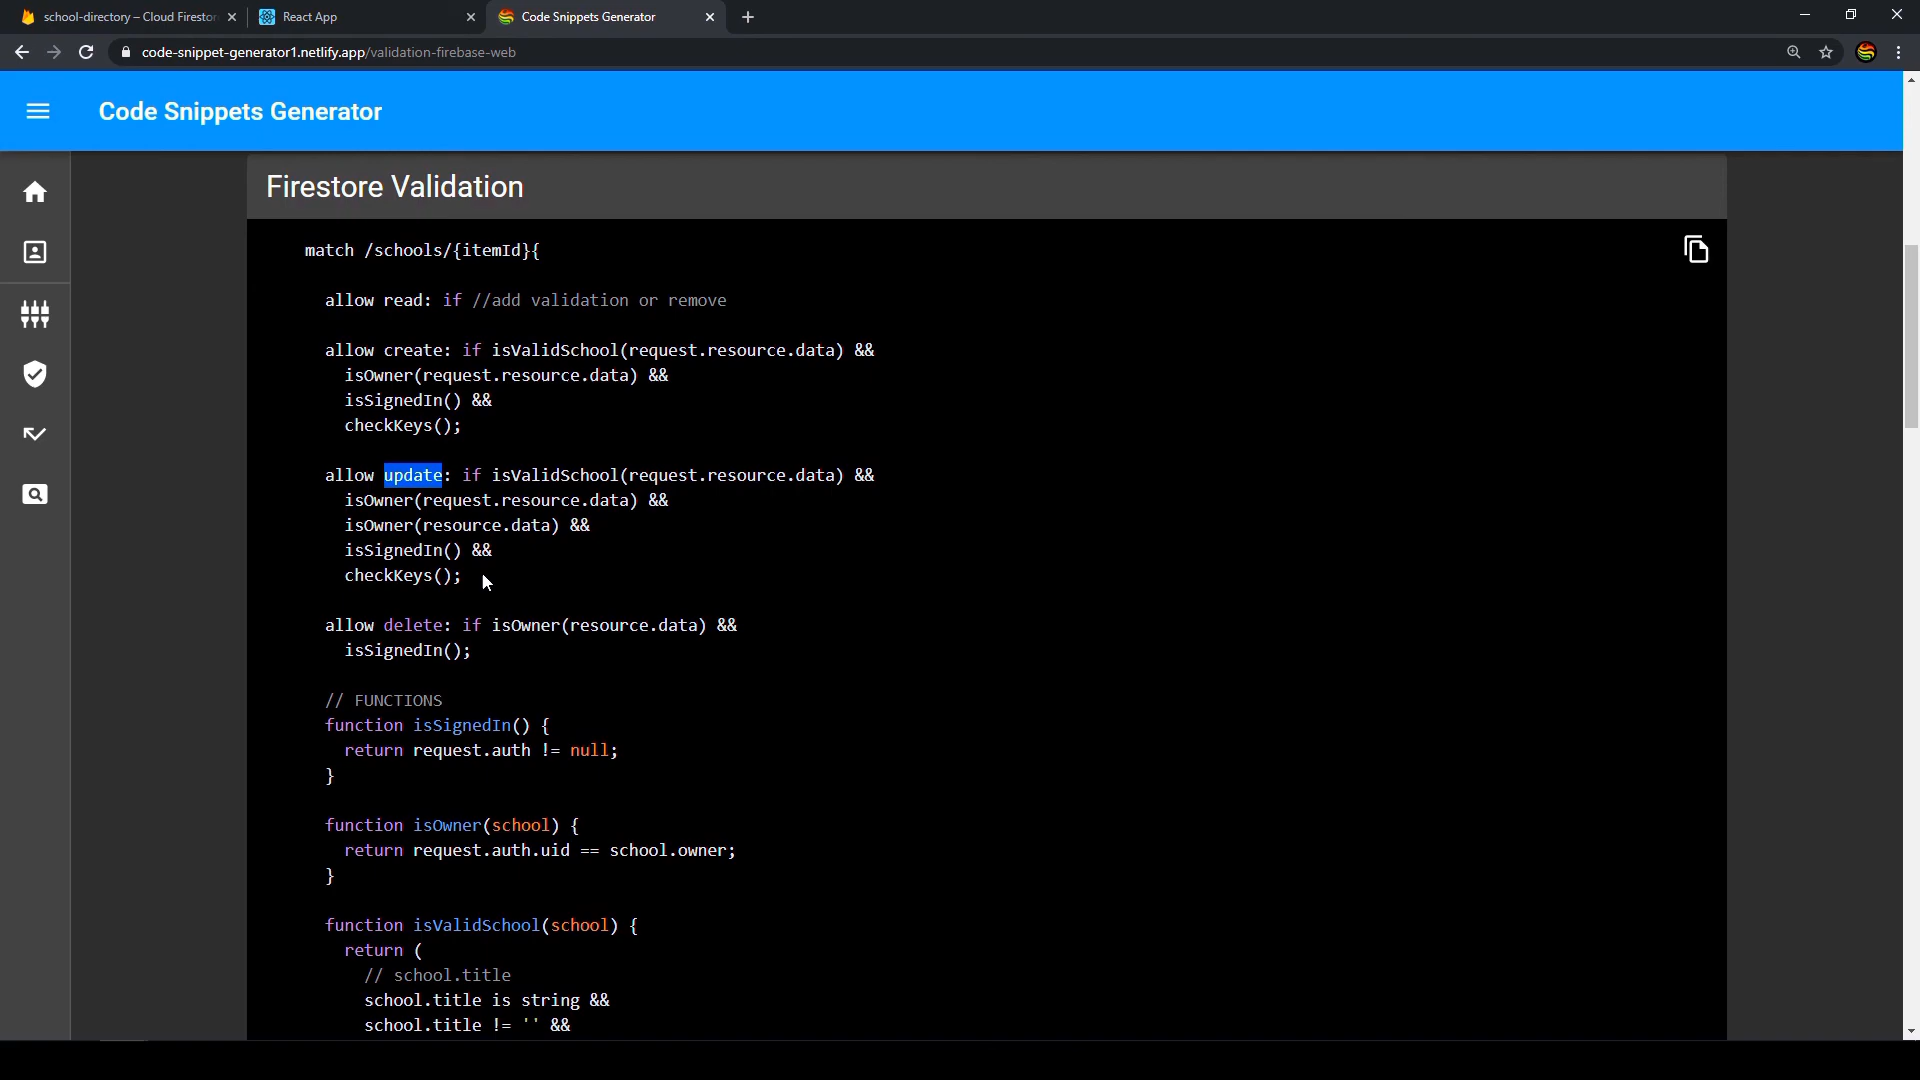 school-directory – Cloud Firestor
React App
Code Snippets Generator
code-snippet-generator1.netlify.app/validation-firebase-web
Code Snippets Generator
Firestore Validation
match /schools/{itemId}{
allow read: if //add validation or remove
allow create: if isValidSchool(request.resource.data) &&
isOwner(request.resource.data) &&
isSignedIn() &&
checkKeys();
allow update: if isValidSchool(request.resource.data) &&
isOwner(request.resource.data) &&
isOwner(resource.data) &&
isSignedIn() &&
checkKeys();
allow delete: if isOwner(resource.data) &&
isSignedIn();
// FUNCTIONS
function isSignedIn() {
return request.auth != null;
}
function isOwner(school) {
return request.auth.uid == school.owner;
}
function isValidSchool(school) {
return (
// school.title
school.title is string &&
school.title != '' &&